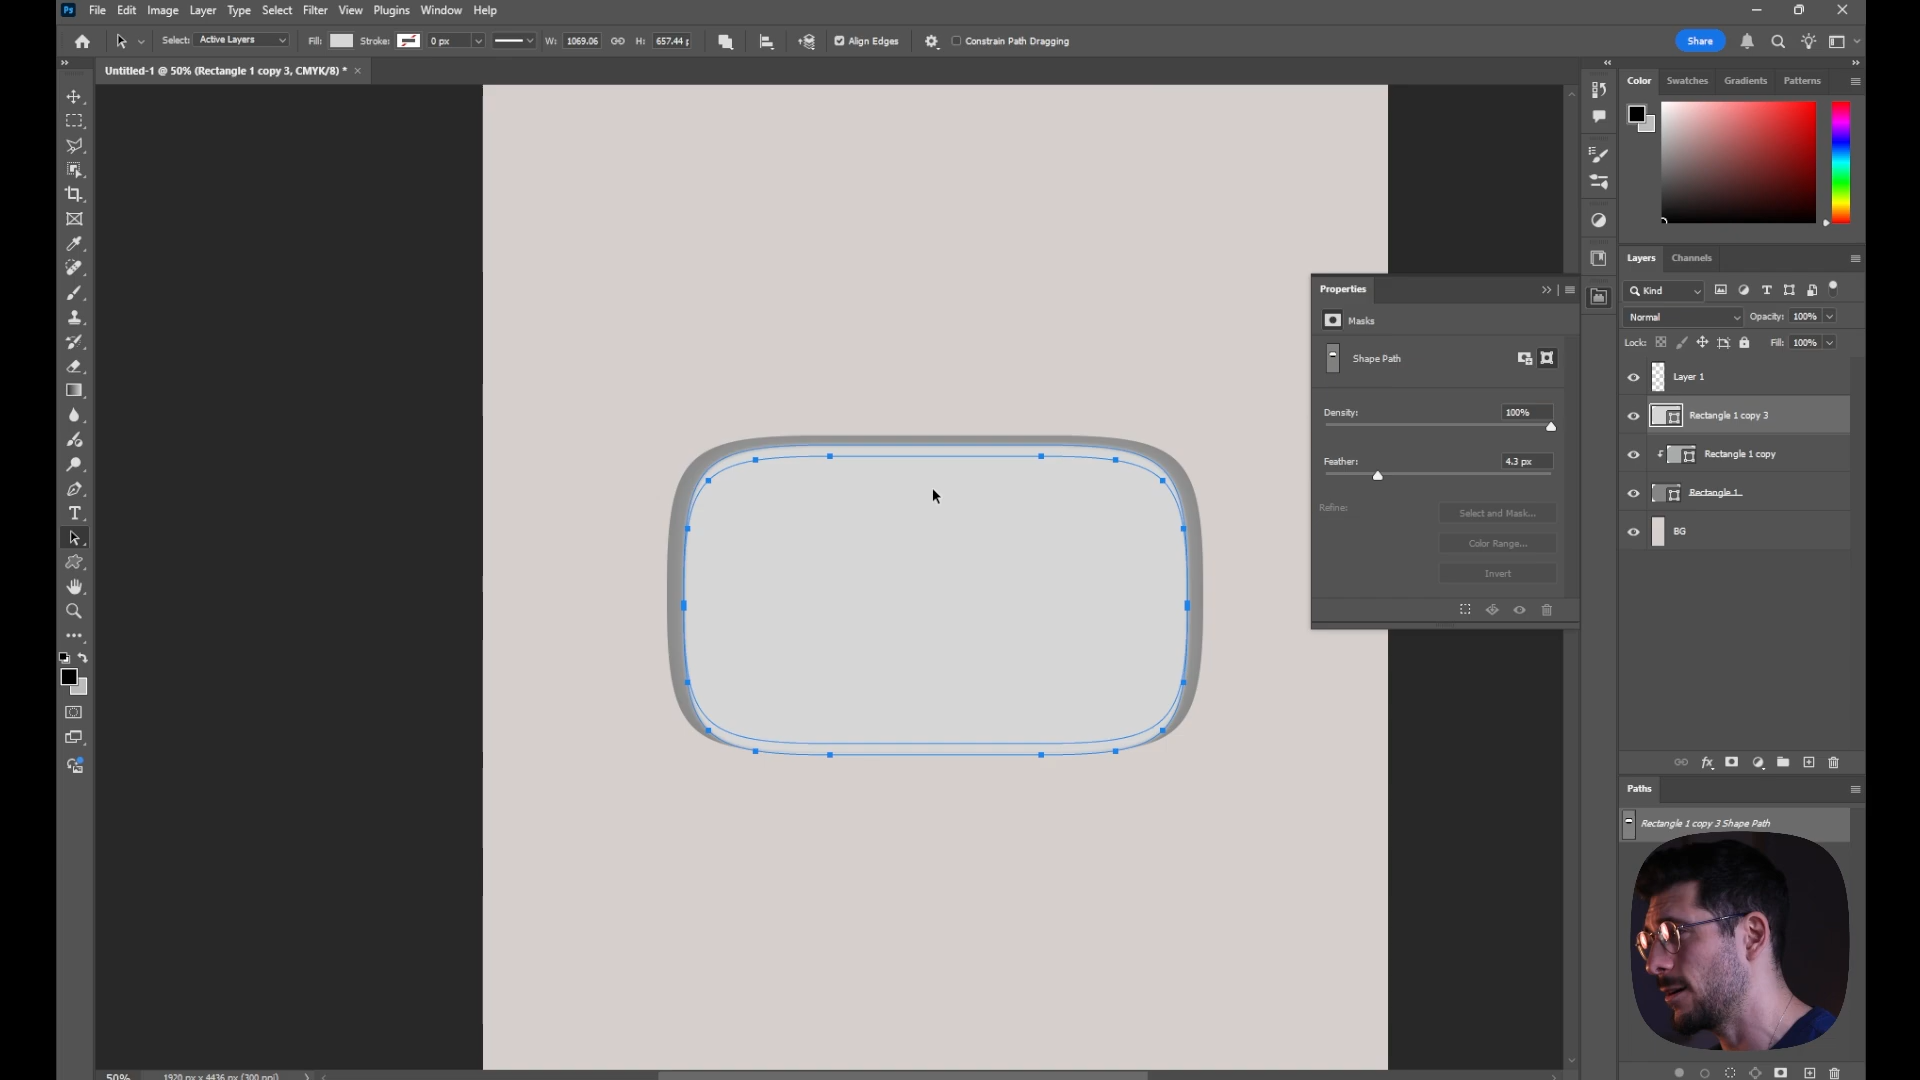 Ps File Edit Image Layer Type Select Filter View Plugins Window Help
Select: Active Layers Fill: Stroke: 0 px W: 1069.06 H: 657.44 Align Edges Constrain Path Dragging Share
Untitled-1 @ 50% (Rectangle 1 copy 3, CMYK/8) * ×
Color Swatches Gradients Patterns
Layers Channels
Kind
Normal Opacity: 100%
Lock: Fill: 100%
Layer 1
Rectangle 1 copy 3
Rectangle 1 copy
Rectangle 1
BG
Properties
Masks
Shape Path
Density: 100%
Feather: 4.3 px
Refine: Select and Mask...
Color Range...
Invert
Paths
Rectangle 1 copy 3 Shape Path
50% 1920 px x 4436 px (300 ppi)